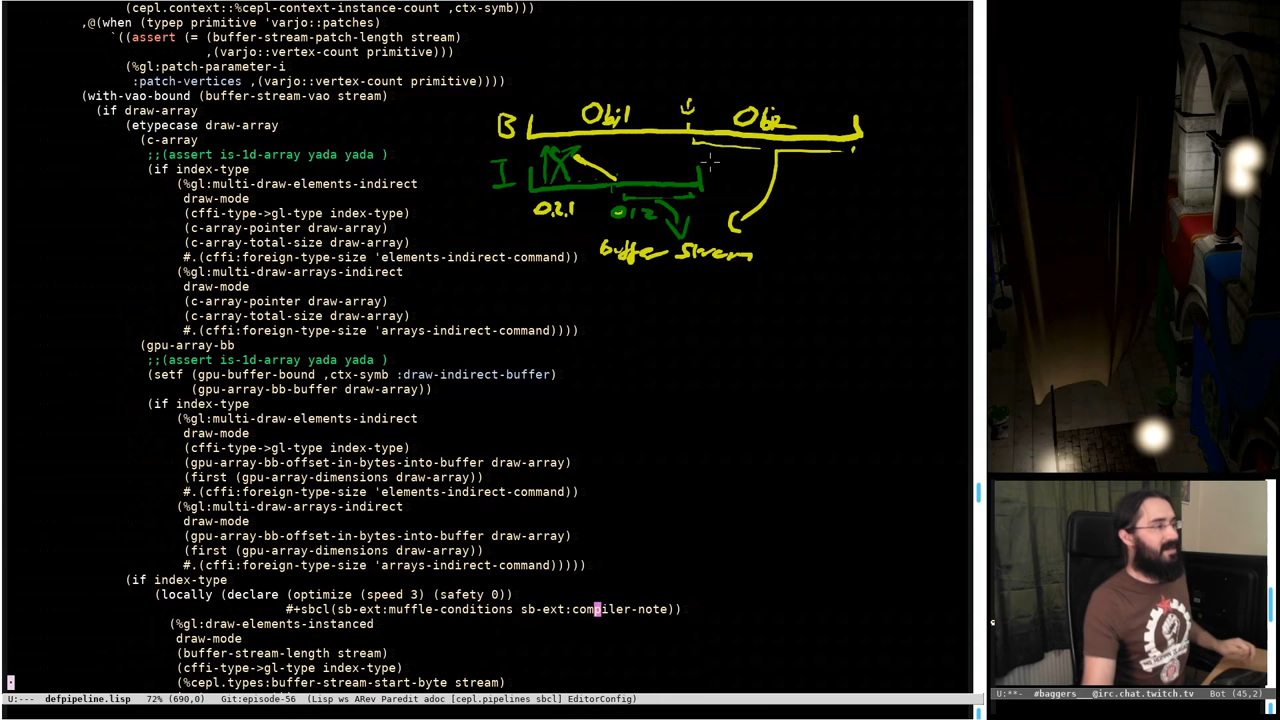 (cepl.context::%cepl-context-instance-count ,ctx-symb)))
,@(when (typep primitive 'varjo::patches)
`((assert (= (buffer-stream-patch-length stream)
,(varjo::vertex-count primitive)))
(%gl:patch-parameter-i
:patch-vertices ,(varjo::vertex-count primitive))))
(with-vao-bound (buffer-stream-vao stream)
(if draw-array
(etypecase draw-array
(c-array
;;(assert is-1d-array yada yada )
(if index-type
(%gl:multi-draw-elements-indirect
draw-mode
(cffi-type->gl-type index-type)
(c-array-pointer draw-array)
(c-array-total-size draw-array)
#.(cffi:foreign-type-size 'elements-indirect-command))
(%gl:multi-draw-arrays-indirect
draw-mode
(c-array-pointer draw-array)
(c-array-total-size draw-array)
#.(cffi:foreign-type-size 'arrays-indirect-command))))
(gpu-array-bb
;;(assert is-1d-array yada yada )
(setf (gpu-buffer-bound ,ctx-symb :draw-indirect-buffer)
(gpu-array-bb-buffer draw-array))
(if index-type
(%gl:multi-draw-elements-indirect
draw-mode
(cffi-type->gl-type index-type)
(gpu-array-bb-offset-in-bytes-into-buffer draw-array)
(first (gpu-array-dimensions draw-array))
#.(cffi:foreign-type-size 'elements-indirect-command))
(%gl:multi-draw-arrays-indirect
draw-mode
(gpu-array-bb-offset-in-bytes-into-buffer draw-array)
(first (gpu-array-dimensions draw-array))
#.(cffi:foreign-type-size 'arrays-indirect-command)))))
(if index-type
(locally (declare (optimize (speed 3) (safety 0))
#+sbcl(sb-ext:muffle-conditions sb-ext:compiler-note))
(%gl:draw-elements-instanced
draw-mode
(buffer-stream-length stream)
(cffi-type->gl-type index-type)
(%cepl.types:buffer-stream-start-byte stream)
U:--- defpipeline.lisp 72% (690,0) Git:episode-56 (Lisp ws ARev Paredit adoc [cepl.pipelines sbcl] EditorConfig)
B Obj1
I
0.2.1 0 1 2
Buffer Stream
U:**- #baggers___@irc.chat.twitch.tv Bot (45,2)